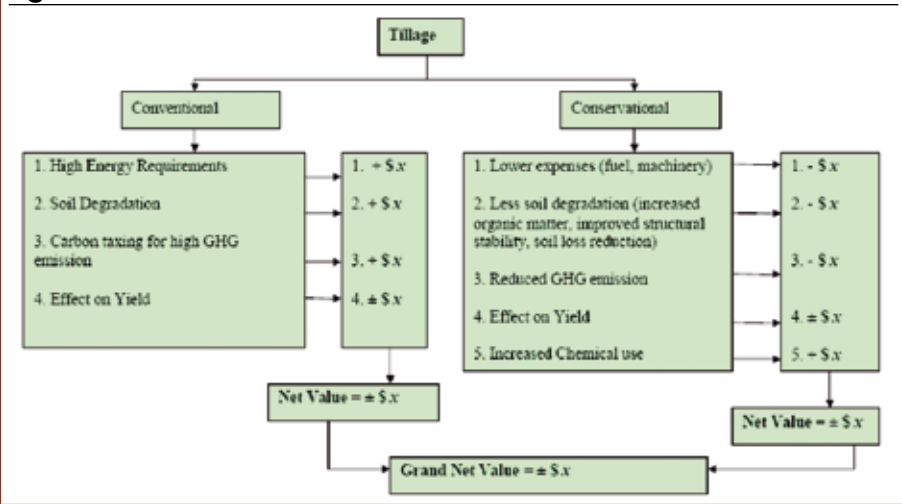 Tillage
Conventional
Conservational
1. High Energy Requirements
2. Soil Degradation
3. Carbon taxing for high GHG
emission
4. Effect on Yield
1. + $ x
2. + $ x
3. + $ x
4. ± $ x
1. Lower expenses (fuel, machinery)
2. Less soil degradation (increased
organic matter, improved structural
stability, soil loss reduction)
3. Reduced GHG emission
4. Effect on Yield
5. Increased Chemical use
1. - $ x
2. - $ x
3. - $ x
4. ± $ x
5. + $ x
Net Value = ± $ x
Net Value = ± $ x
Grand Net Value = ± $ x